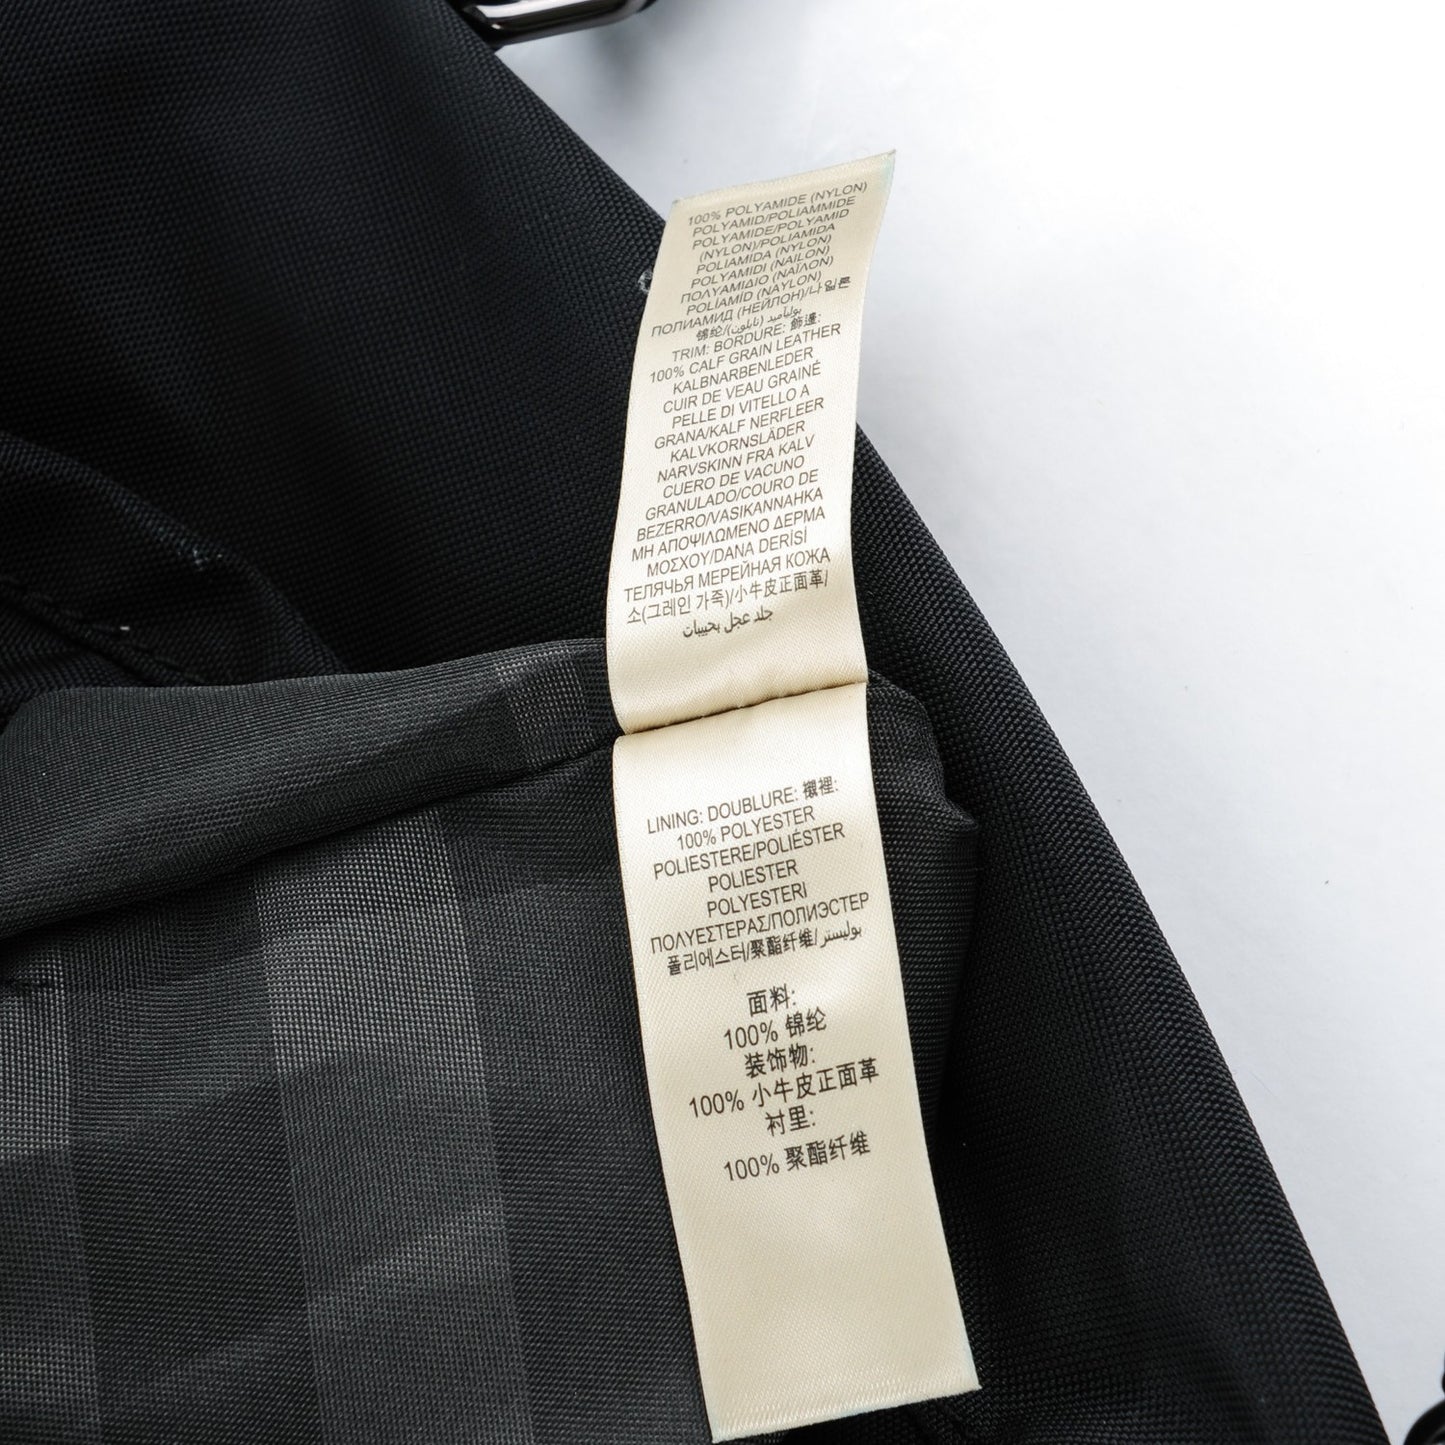 100% POLYAMIDE (NYLON)
POLYAMID/POLIAMMIDE
POLYAMIDE/POLYAMID
(NYLON)/POLIAMIDA
POLIAMIDA (NYLON)
POLYAMIDI (NAILON)
ΠΟΛΥΑΜΙΔΙΟ (ΝΑΪΛΟΝ)
POLIAMİD (NAYLON)
ПОЛИАМИД (НЕЙЛОН)/나일론
锦纶/بولياميد (نايلون)
TRIM: BORDURE: 飾邊:
100% CALF GRAIN LEATHER
KALBNARBENLEDER
CUIR DE VEAU GRAINÉ
PELLE DI VITELLO A
GRANA/KALF NERFLEER
KALVKORNSLÄDER
NARVSKINN FRA KALV
CUERO DE VACUNO
GRANULADO/COURO DE
BEZERRO/VASIKANNAHKA
ΜΗ ΑΠΟΨΙΛΩΜΕΝΟ ΔΕΡΜΑ
ΜΟΣΧΟΥ/DANA DERİSİ
ТЕЛЯЧЬЯ МЕРЕЙНАЯ КОЖА
소(그레인 가죽)/小牛皮正面革/
جلد عجل بحبيبات
LINING: DOUBLURE: 襯裡:
100% POLYESTER
POLIESTERE/POLIÉSTER
POLIESTER
POLYESTERI
ΠΟΛΥΕΣΤΕΡΑΣ/ПОЛИЭСТЕР
폴리에스터/聚酯纤维/بوليستر
面料:
100% 锦纶
装饰物:
100% 小牛皮正面革
衬里:
100% 聚酯纤维